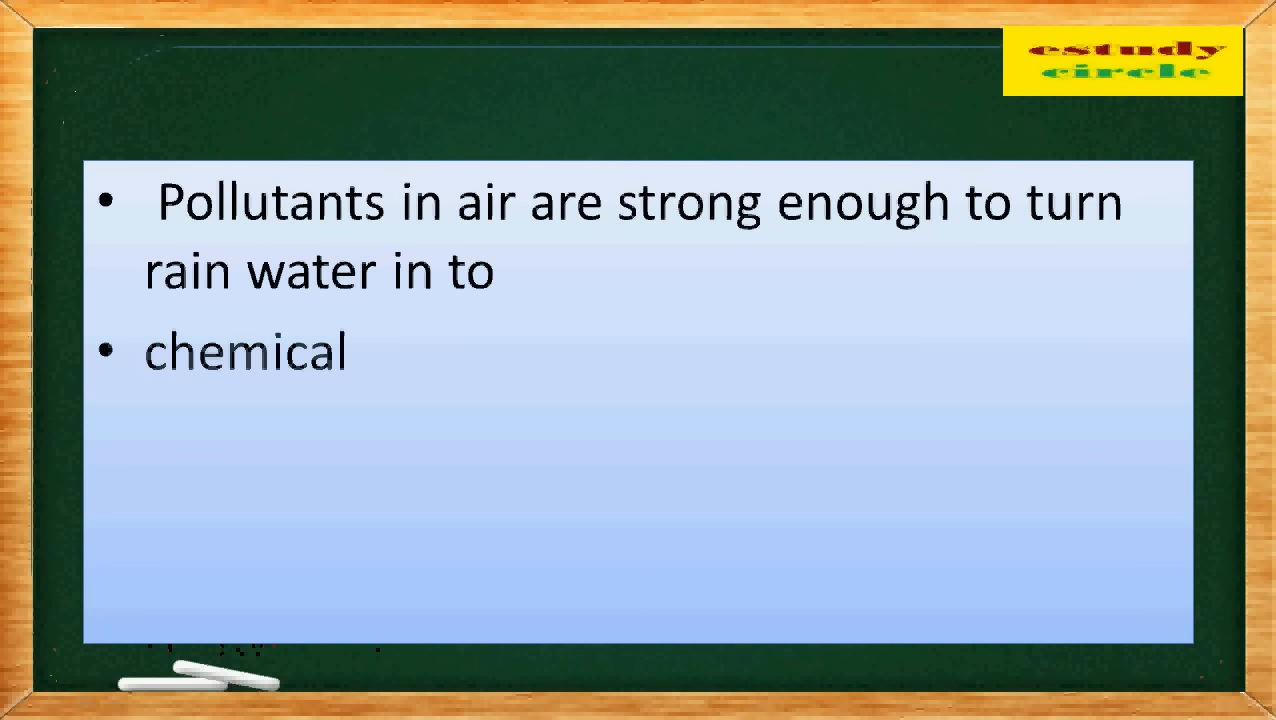 estudy
circle
• Pollutants in air are strong enough to turn
rain water in to
• chemical